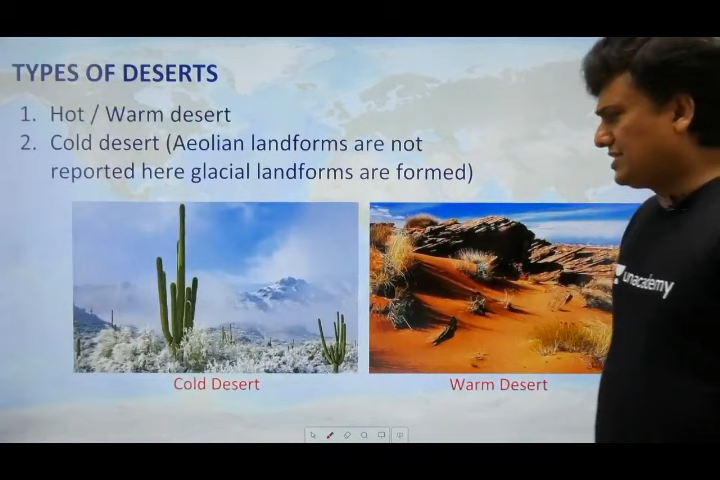 TYPES OF DESERTS
1. Hot / Warm desert
2. Cold desert (Aeolian landforms are not
reported here glacial landforms are formed)
Cold Desert
Warm Desert
unacademy